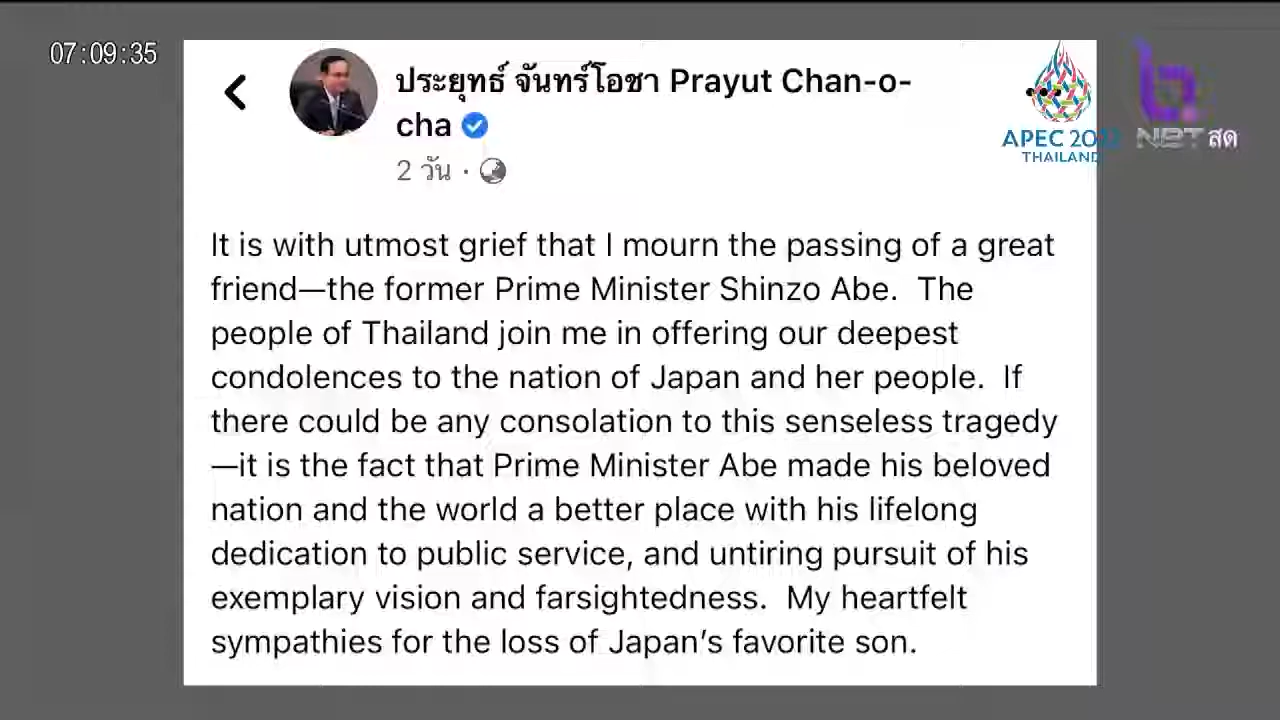 07:09:35
ประยุทธ์ จันทร์โอชา Prayut Chan-o-
cha
2 วัน ·
APEC 2022
THAILAND
NBT สด
It is with utmost grief that I mourn the passing of a great
friend—the former Prime Minister Shinzo Abe.  The
people of Thailand join me in offering our deepest
condolences to the nation of Japan and her people.  If
there could be any consolation to this senseless tragedy
—it is the fact that Prime Minister Abe made his beloved
nation and the world a better place with his lifelong
dedication to public service, and untiring pursuit of his
exemplary vision and farsightedness.  My heartfelt
sympathies for the loss of Japan’s favorite son.